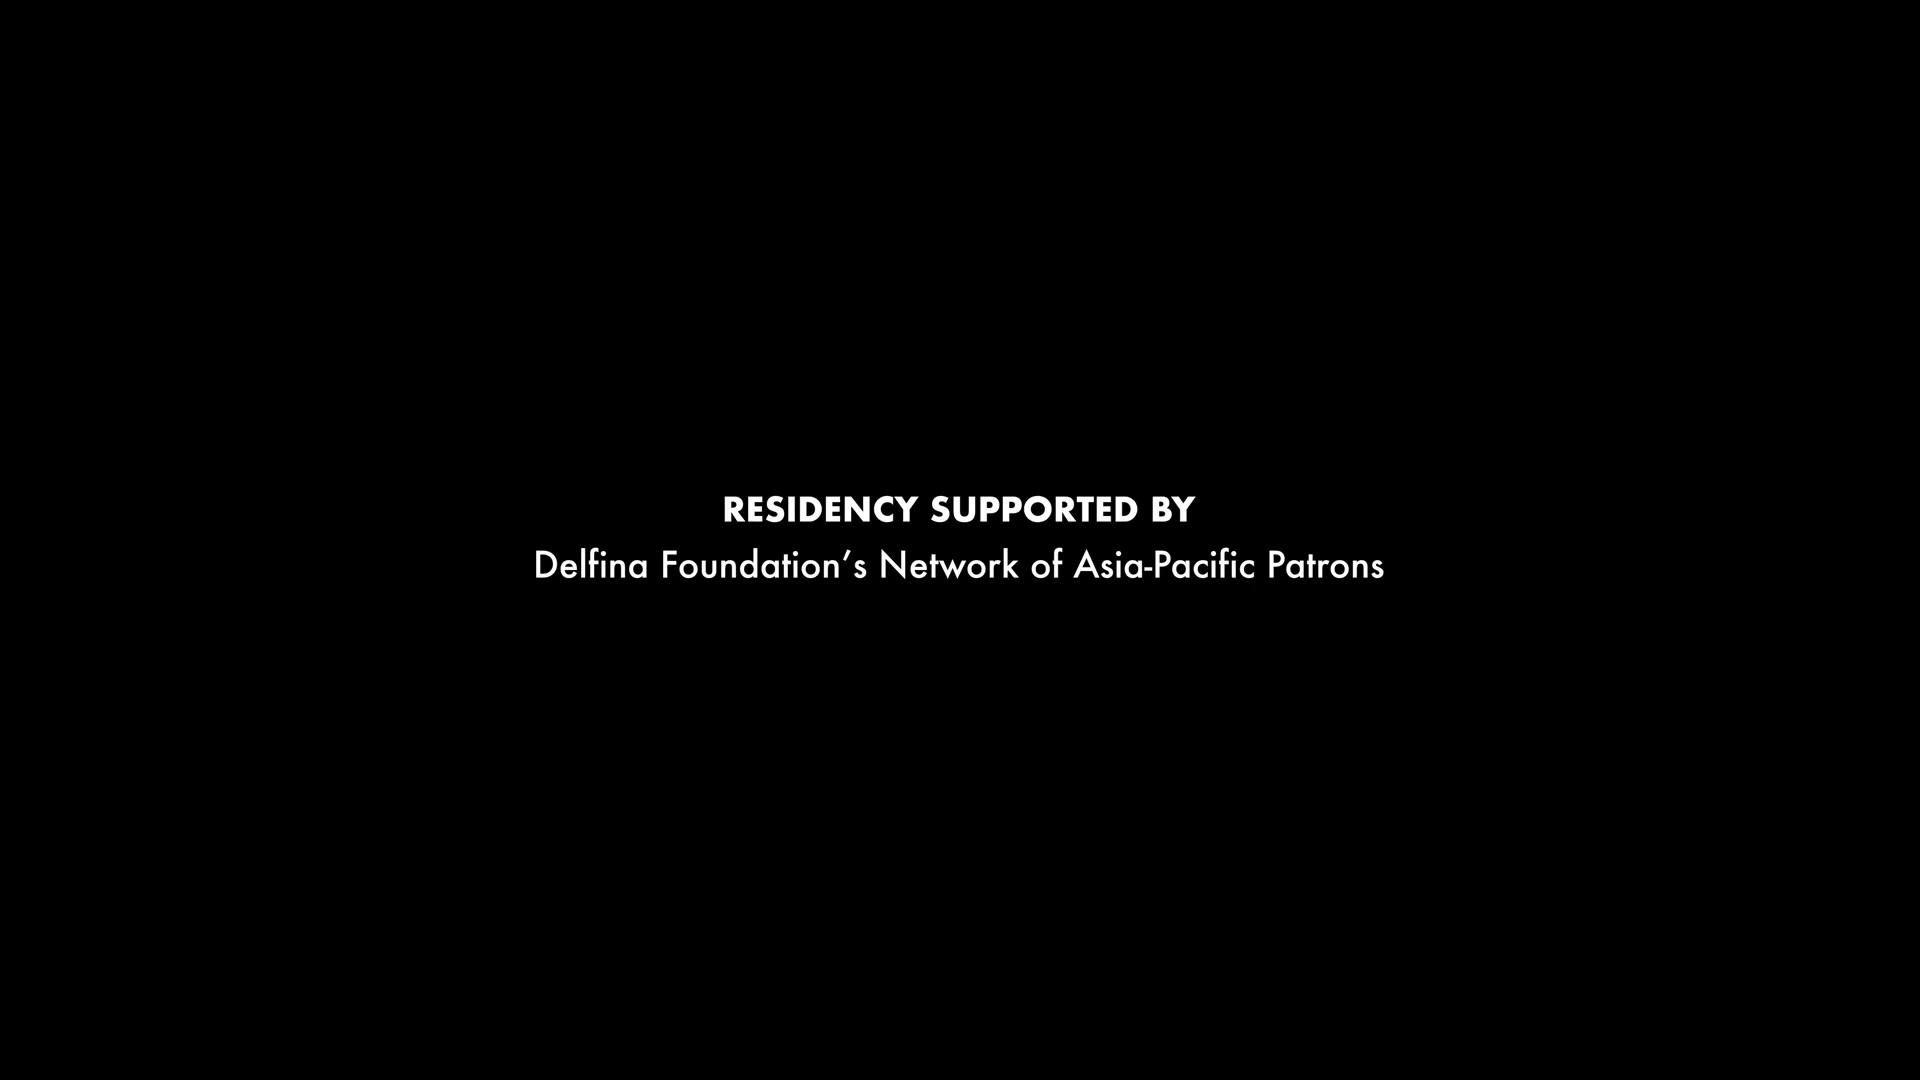 RESIDENCY SUPPORTED BY
Delfina Foundation’s Network of Asia-Pacific Patrons